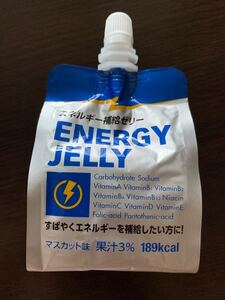 エネルギー補給ゼリー
ENERGY
JELLY
Carbohydrate Sodium
VitaminA VitaminB₁ VitaminB₂
VitaminB₆ VitaminB₁₂ Niacin
VitaminC VitaminD VitaminE
Folic-acid Pantothenic-acid
すばやくエネルギーを補給したい方に!
マスカット味 果汁3% 189kcal